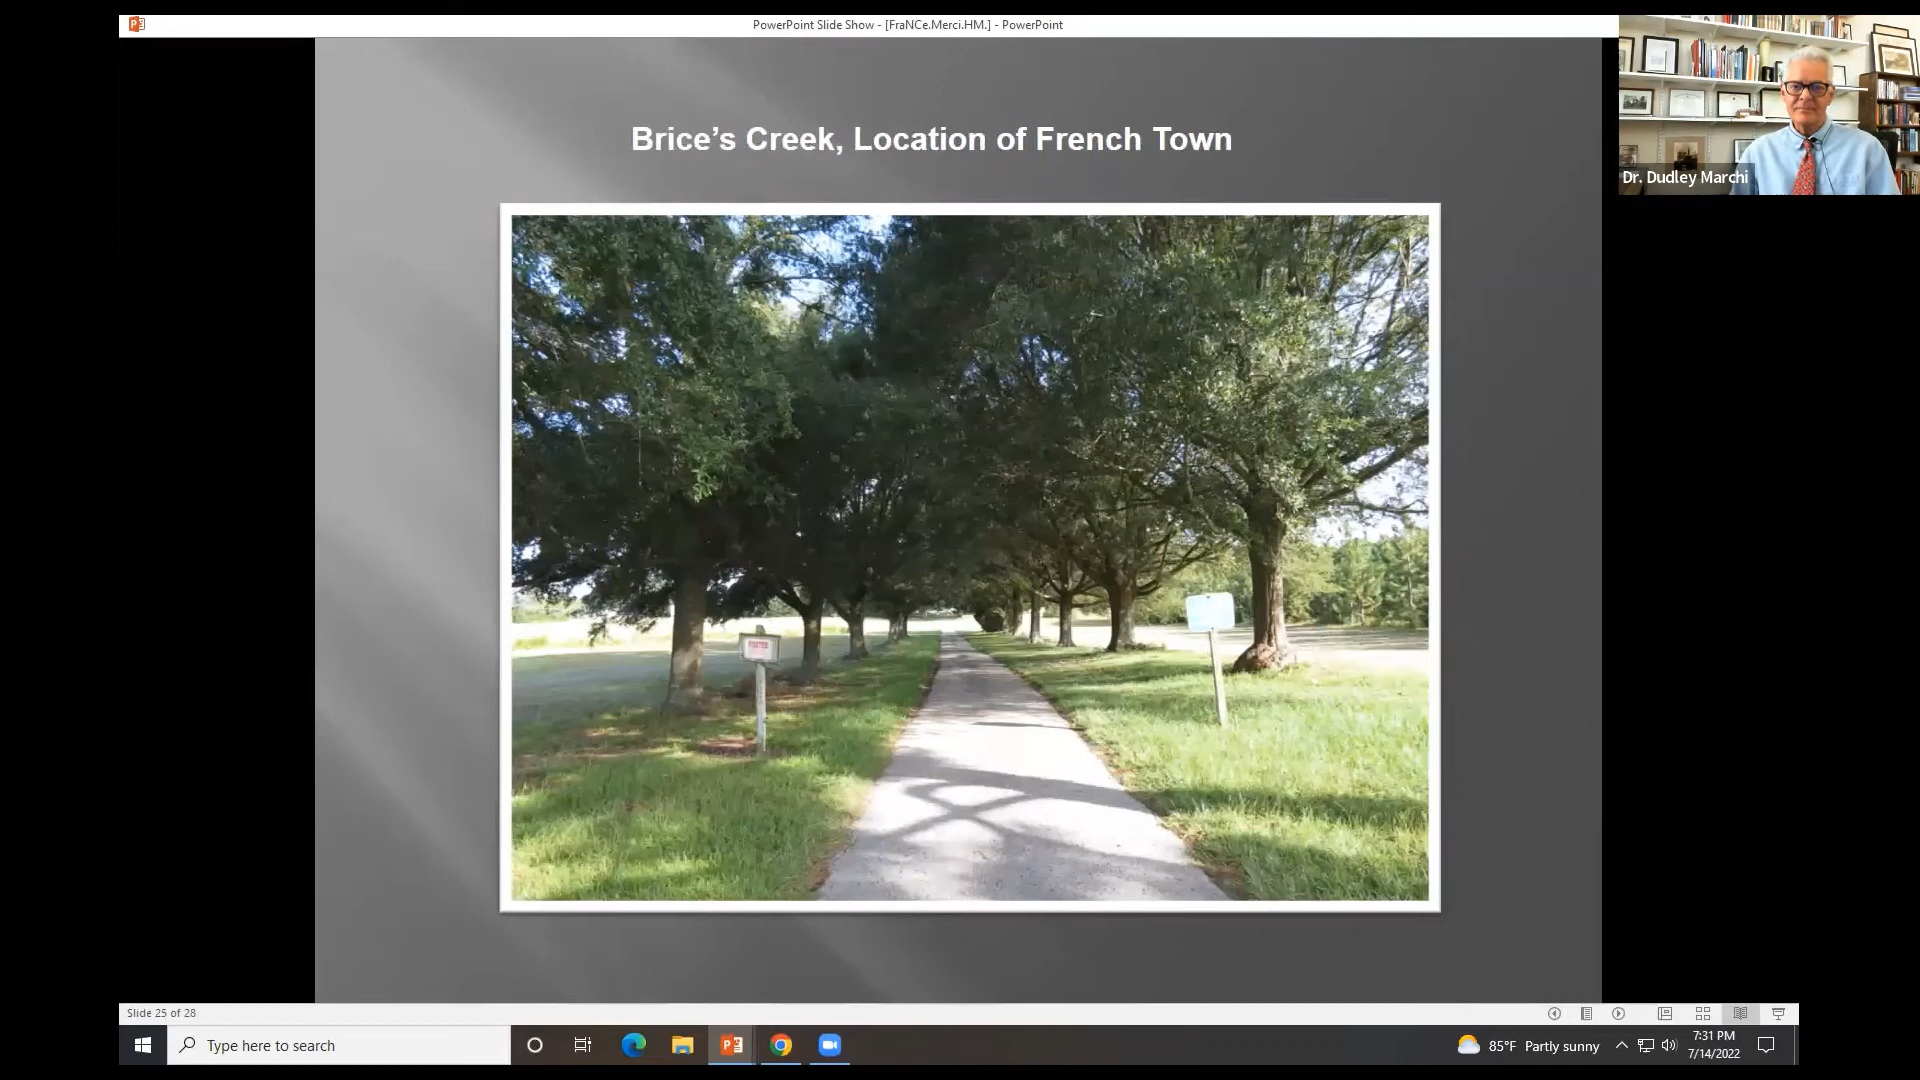 PowerPoint Slide Show - [FraNCe.Merci.HM.] - PowerPoint
Dr. Dudley Marchi
Brice’s Creek, Location of French Town
POSTED
Slide 25 of 28
Type here to search
85°F Partly sunny
7:31 PM
7/14/2022